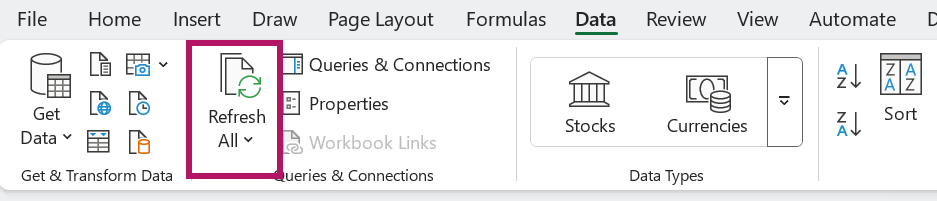 File Home Insert Draw Page Layout Formulas Data Review View Automate D
Get
Data
Refresh
All
Queries & Connections
Properties
Workbook Links
Stocks
Currencies
A
Z
Z
A
Z A
A Z
Sort
Get & Transform Data
Queries & Connections
Data Types